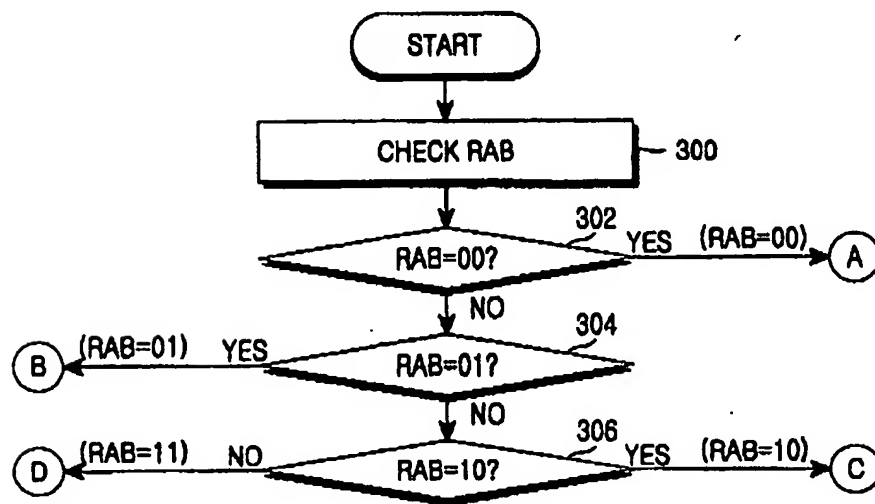 START
CHECK RAB
300
302
RAB=00?
YES
(RAB=00)
A
NO
304
B
(RAB=01)
YES
RAB=01?
NO
306
D
(RAB=11)
NO
RAB=10?
YES
(RAB=10)
C